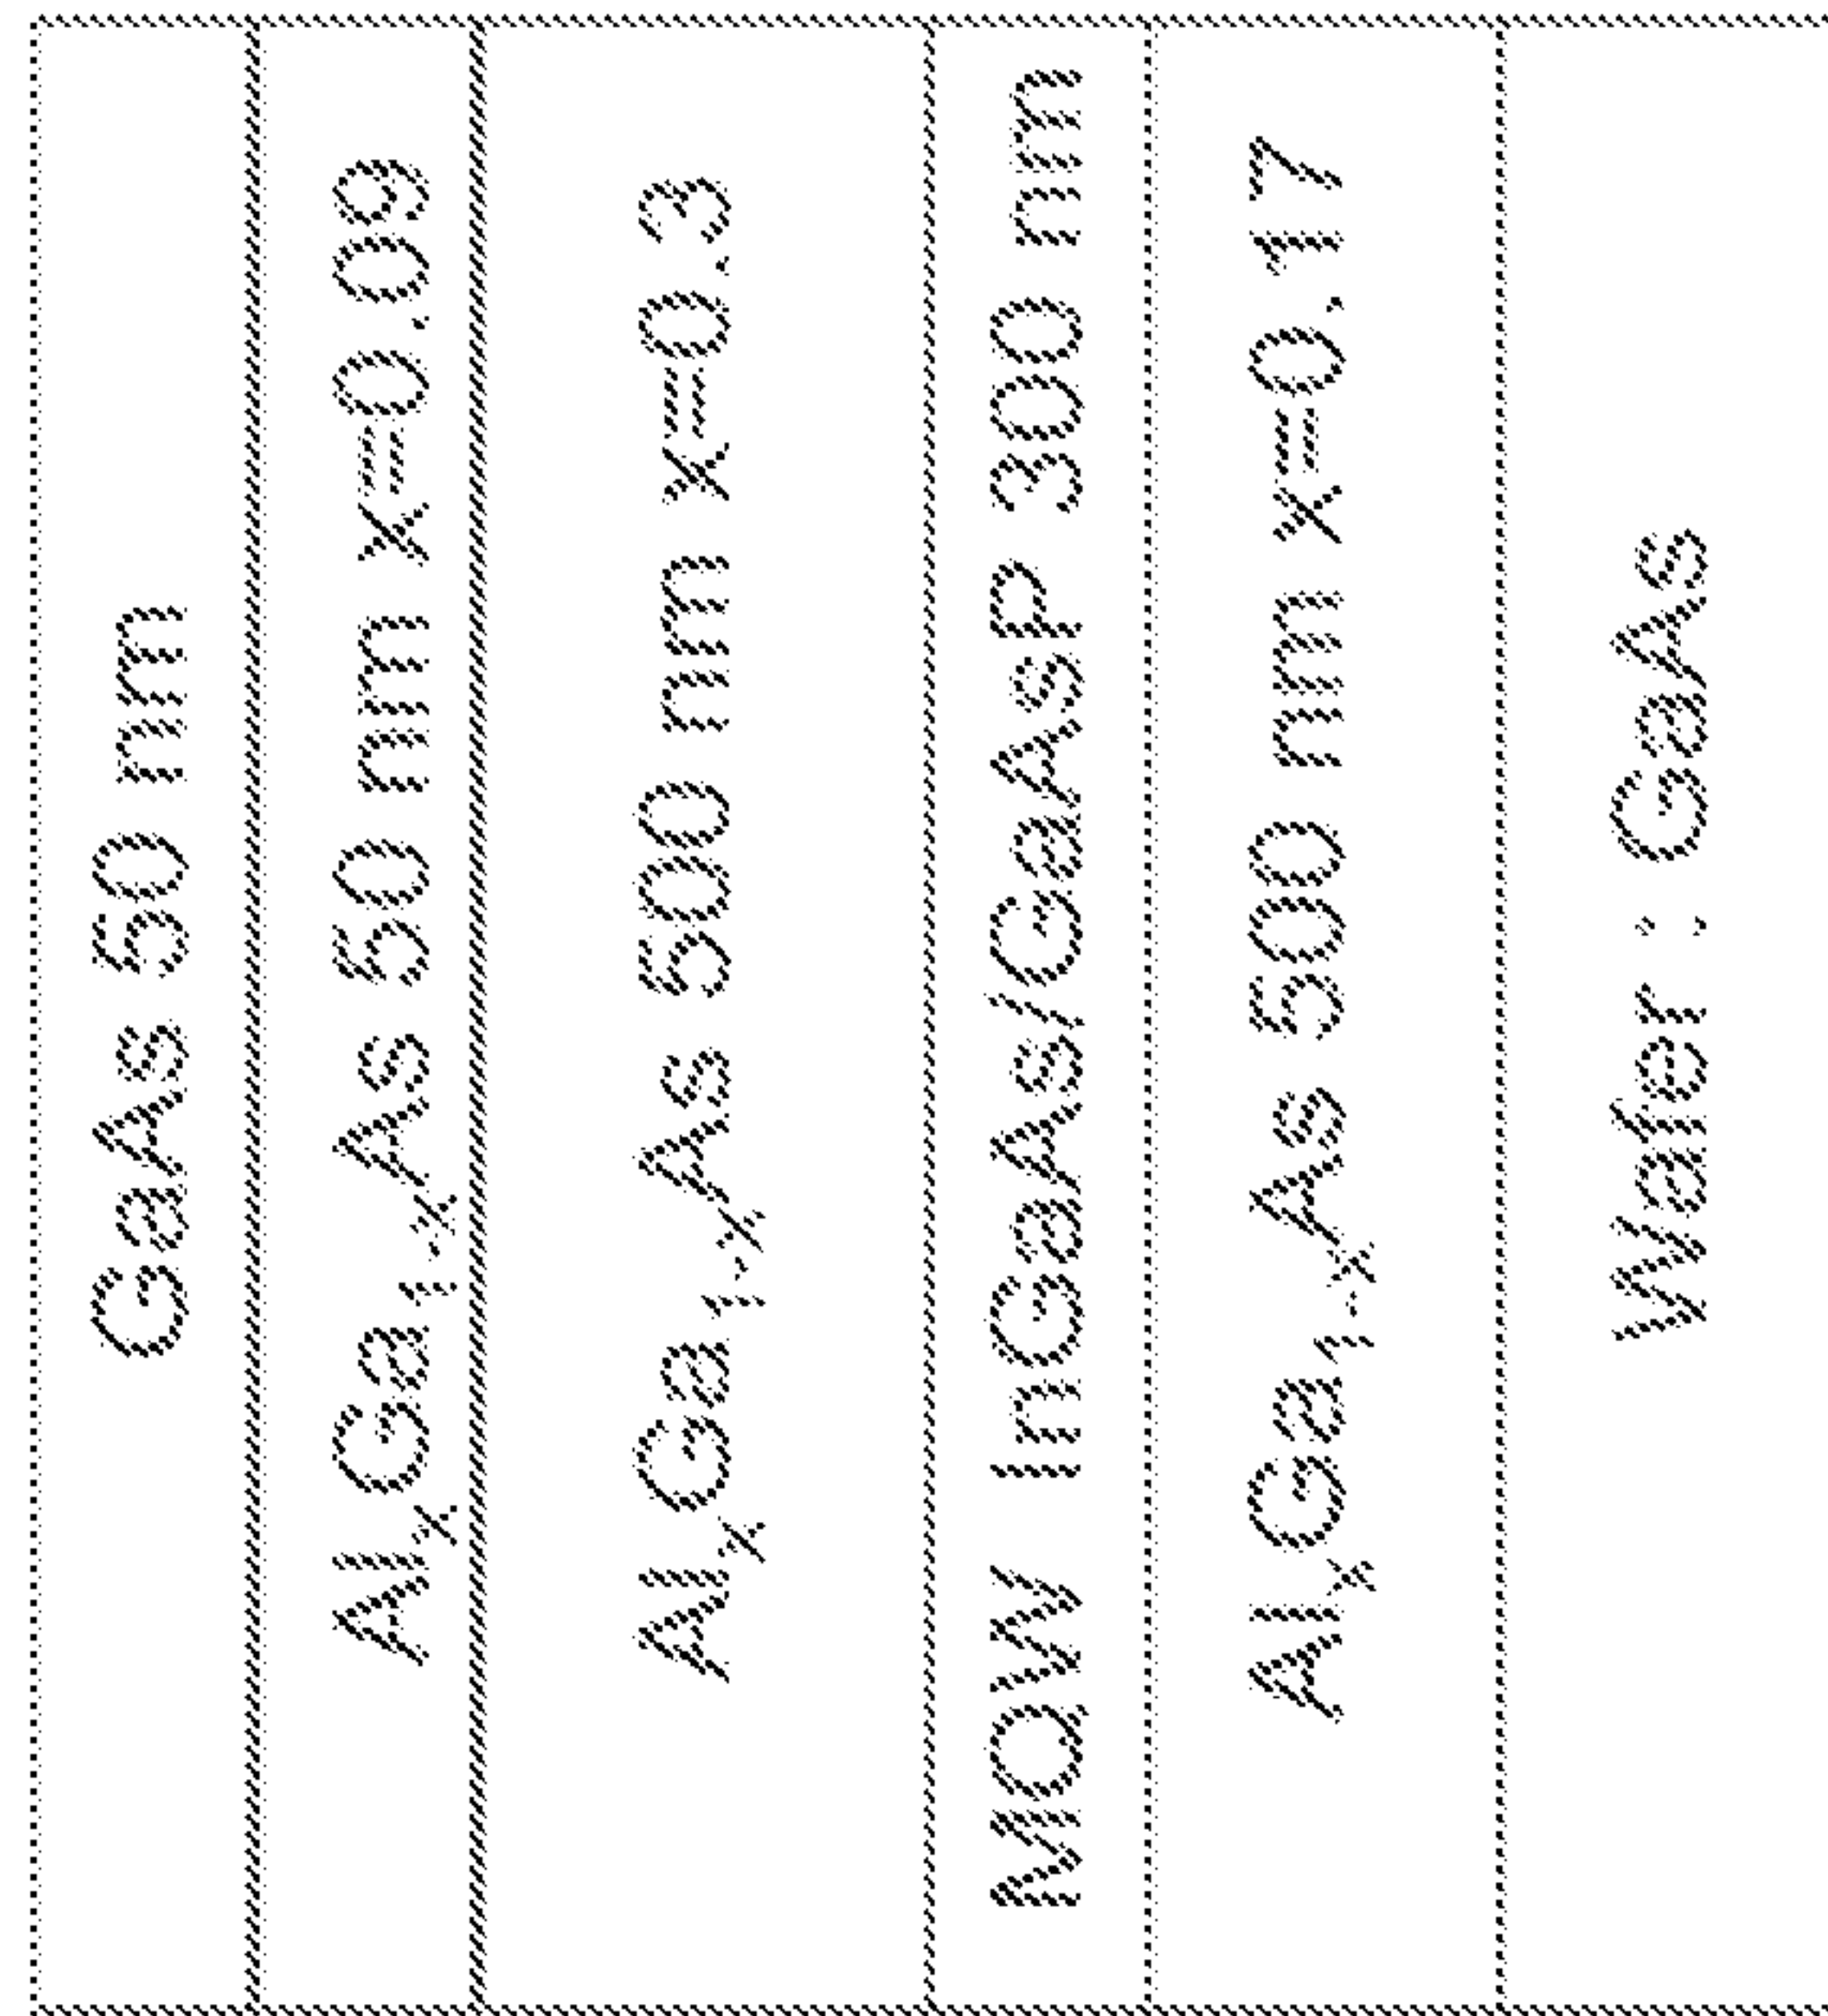 GaAs 50 nm
AlₓGa₁₋ₓAs 50 nm x=0.09
AlₓGa₁₋ₓAs 500 nm x=0.3
MQW InGaAs/GaAsP 300 nm
AlₓGa₁₋ₓAs 500 nm x=0.17
Wafer : GaAs